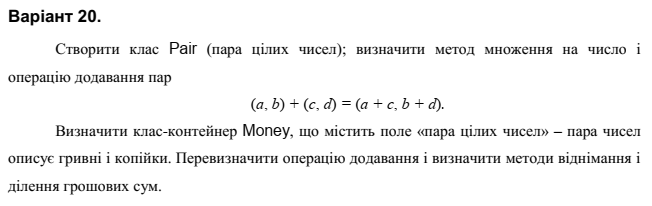 Варіант 20.
Створити клас Pair (пара цілих чисел); визначити метод множення на число і
операцію додавання пар
(a, b) + (c, d) = (a + c, b + d).
Визначити клас-контейнер Money, що містить поле «пара цілих чисел» – пара чисел
описує гривні і копійки. Перевизначити операцію додавання і визначити методи віднімання і
ділення грошових сум.